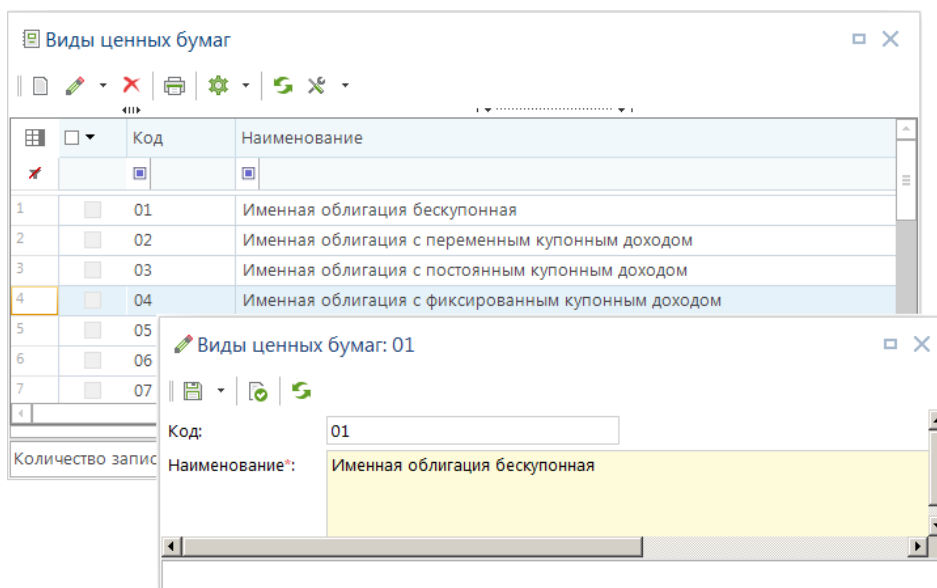 Виды ценных бумаг
Код Наименование
1 01 Именная облигация бескупонная
2 02 Именная облигация с переменным купонным доходом
3 03 Именная облигация с постоянным купонным доходом
4 04 Именная облигация с фиксированным купонным доходом
5 05
6 06
7 07
Количество запис
Виды ценных бумаг: 01
Код: 01
Наименование*: Именная облигация бескупонная